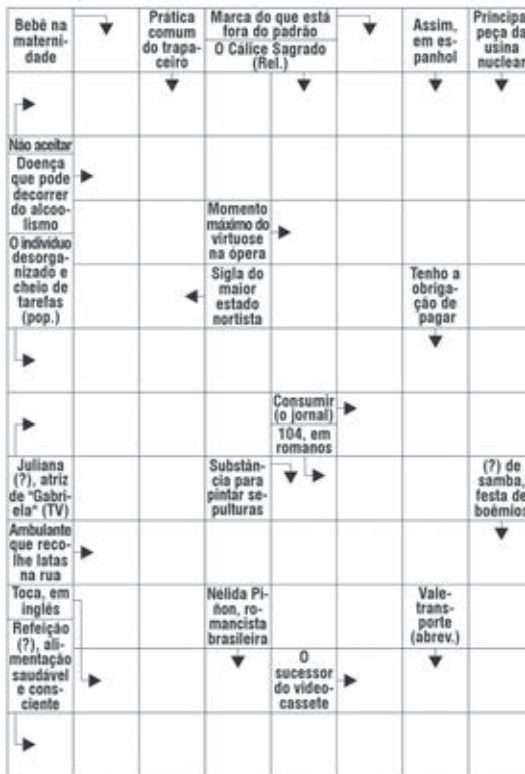 Bebê na
materni-
dade
Prática
comum
do trapa-
ceiro
Marca do que está
fora do padrão
O Cálice Sagrado
(Rel.)
Assim,
em es-
panhol
Principal
peça da
usina
nuclear
Não aceitar
Doença
que pode
decorrer
do alcoo-
lismo
Momento
máximo do
virtuose
na ópera
O indivíduo
desorga-
nizado e
cheio de
tarefas
(pop.)
Sigla do
maior
estado
nortista
Tenho a
obriga-
ção de
pagar
Consumir
(o jornal)
104, em
romanos
Juliana
(?), atriz
de "Gabri-
ela" (TV)
Substân-
cia para
pintar se-
pulturas
(?) de
samba,
festa de
boêmios
Ambulante
que reco-
lhe latas
na rua
Toca, em
inglês
Nélida Pi-
ñon, ro-
mancista
brasileira
Vale-
trans-
porte
(abrev.)
Refeição
(?), ali-
mentação
saudável
e cons-
ciente
O
sucessor
do video-
cassete